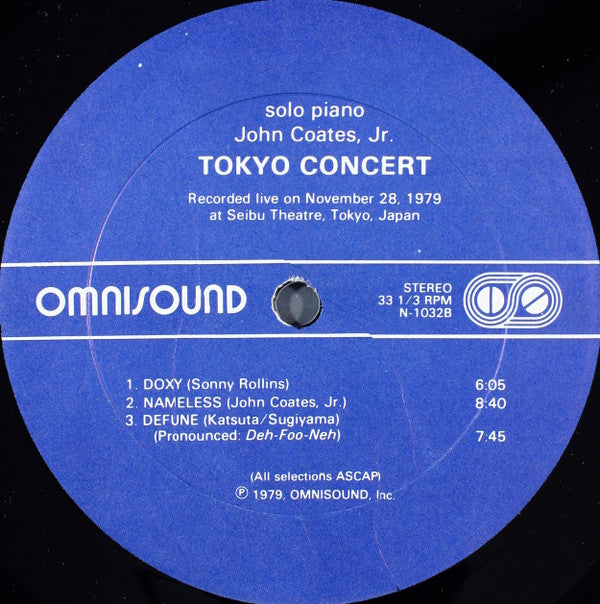 solo piano
John Coates, Jr.
TOKYO CONCERT
Recorded live on November 28, 1979
at Seibu Theatre, Tokyo, Japan
OMNISOUND
STEREO
33 1/3 RPM
N-1032B
1. DOXY (Sonny Rollins) 6:05
2. NAMELESS (John Coates, Jr.) 8:40
3. DEFUNE (Katsuta/Sugiyama)
(Pronounced: Deh-Foo-Neh) 7:45
(All selections ASCAP)
℗ 1979, OMNISOUND, Inc.